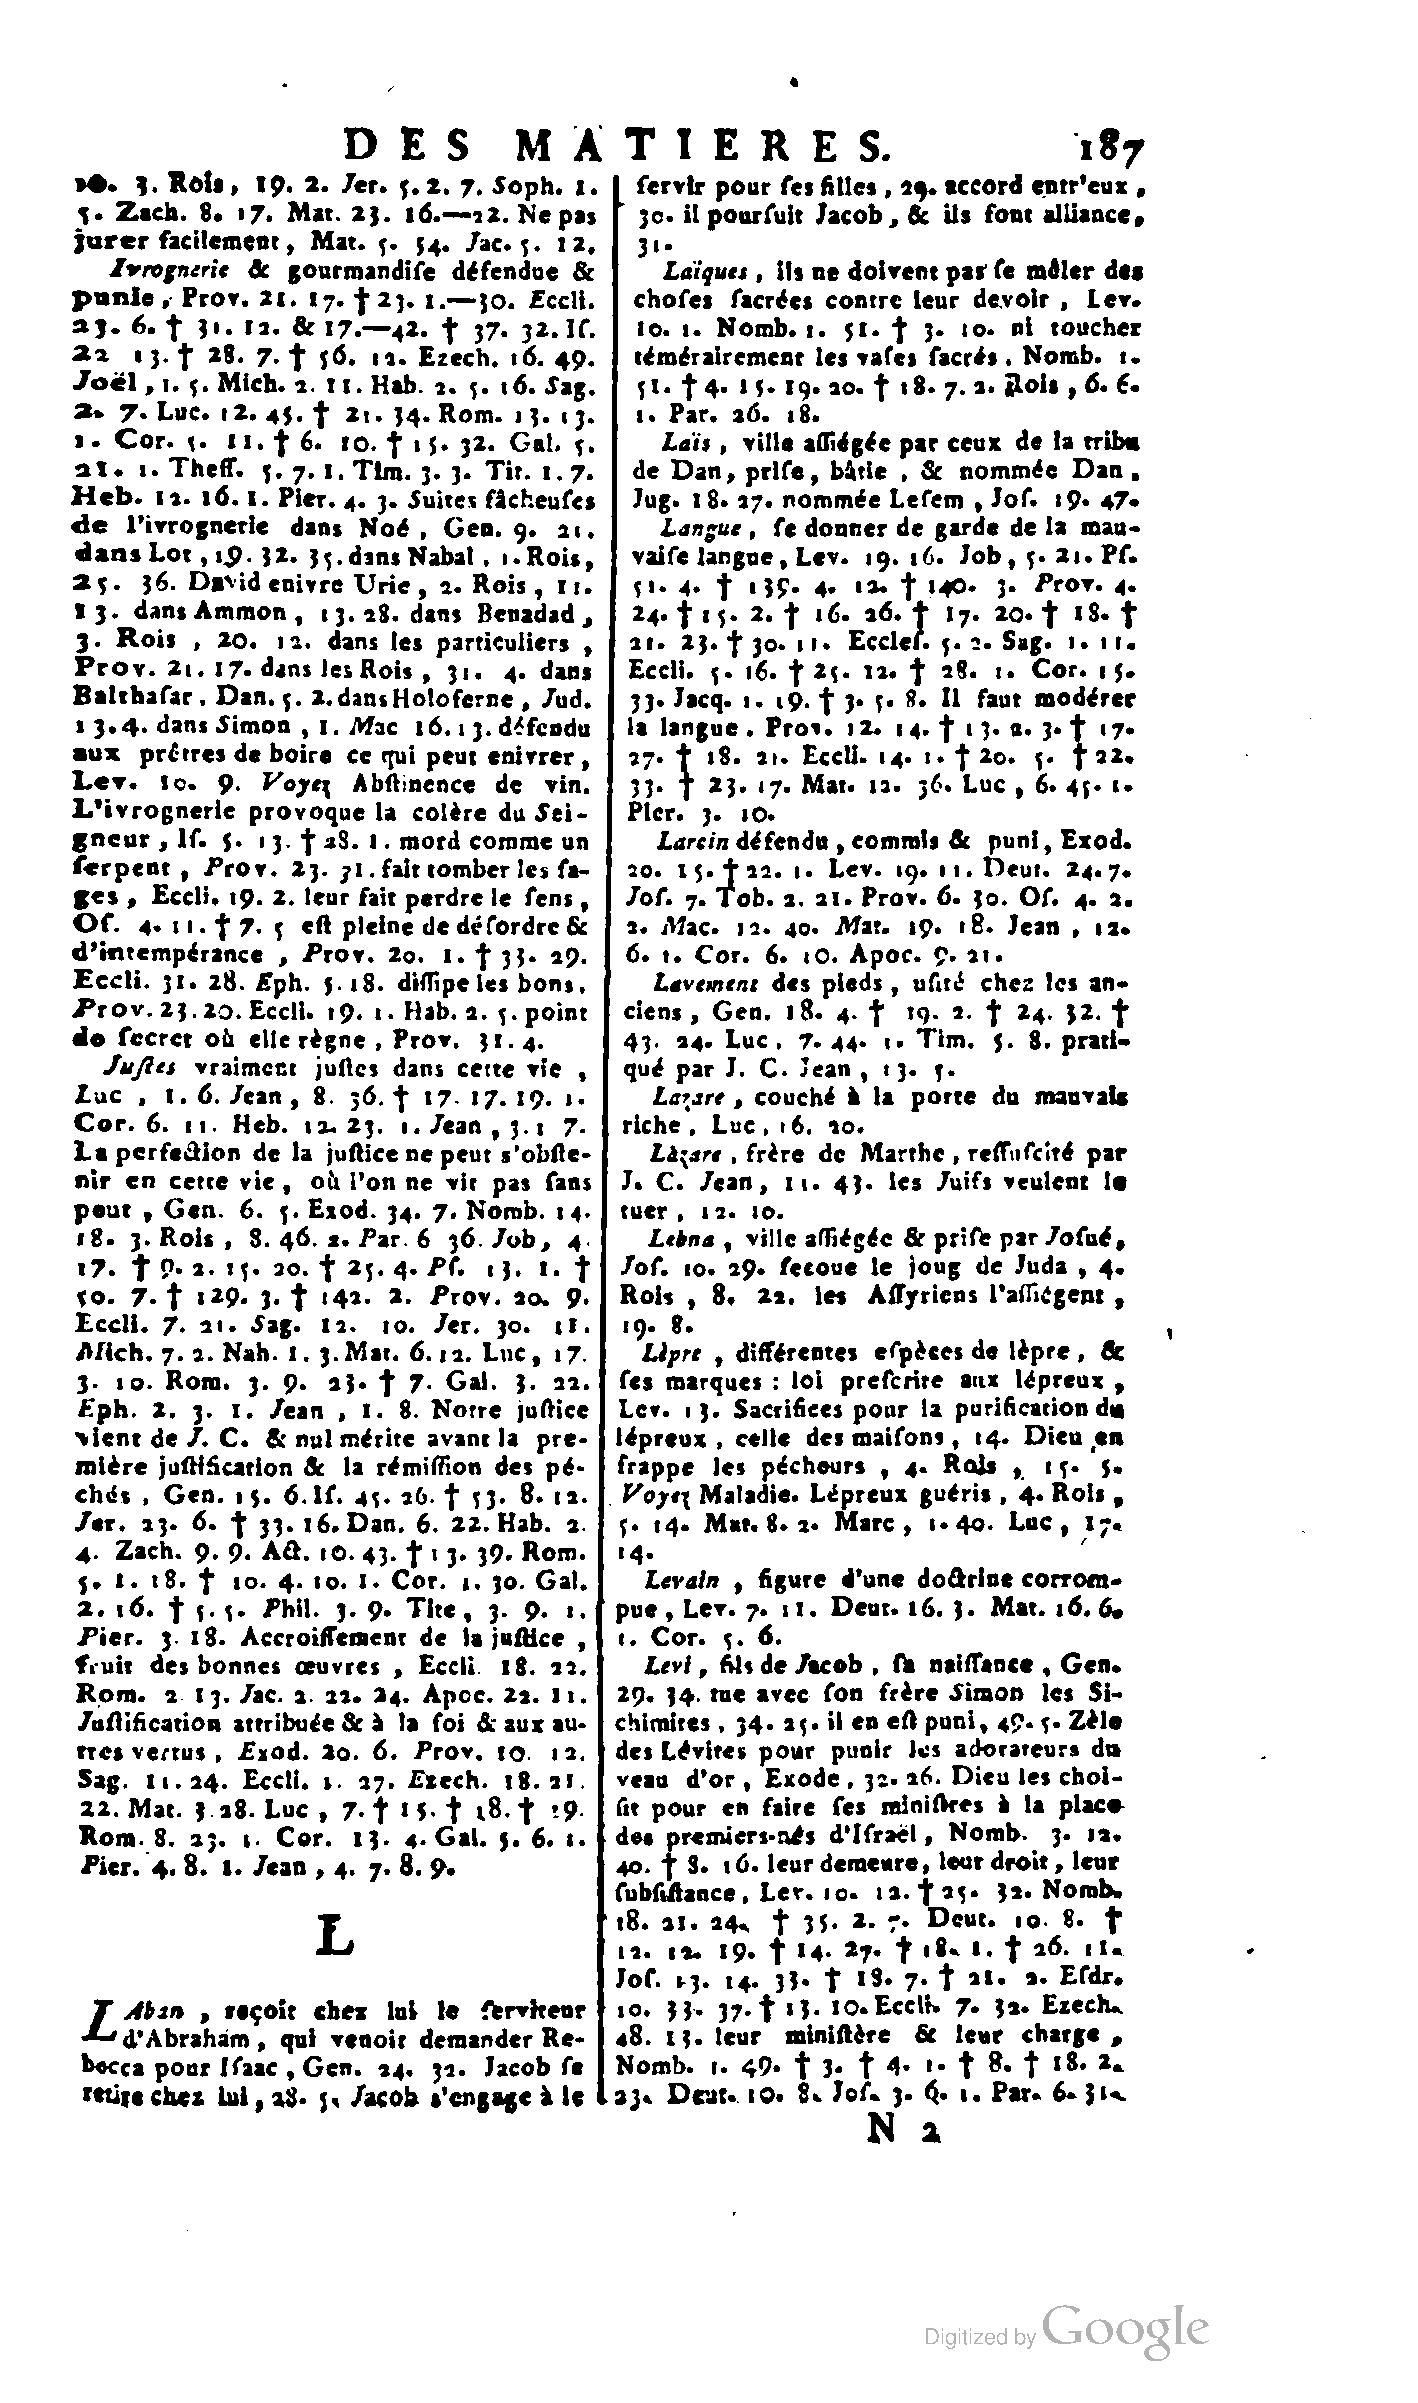 DES MATIERES. 187
10. 3. Rois, 19. 2. Jer. 5. 2. 7. Soph. 1.
5. Zach. 8. 17. Mat. 23. 16.—22. Ne pas
jurer facilement, Mat. 5. 54. Jac. 5. 12.
Ivrognerie & gourmandiſe défendue &
punie, Prov. 21. 17. † 23. 1.—30. Eccli.
23. 6. † 31. 12. & 17.—42. † 37. 32. Iſ.
22 13. † 28. 7. † 56. 12. Ezech. 16. 49.
Joël, 1. 5. Mich. 2. 11. Hab. 2. 5. 16. Sag.
2. 7. Luc. 12. 45. † 21. 34. Rom. 13. 13.
1. Cor. 5. 11. † 6. 10. † 15. 32. Gal. 5.
21. 1. Theſſ. 5. 7. 1. Tim. 3. 3. Tit. 1. 7.
Heb. 12. 16. 1. Pier. 4. 3. Suites fâcheuſes
de l'ivrognerie dans Noé, Gen. 9. 21.
dans Lot, 19. 32. 35. dans Nabal, 1. Rois,
25. 36. David enivre Urie, 2. Rois, 11.
13. dans Ammon, 13. 28. dans Benadad,
3. Rois, 20. 12. dans les particuliers,
Prov. 21. 17. dans les Rois, 31. 4. dans
Balthaſar, Dan. 5. 2. dans Holoferne, Jud.
13. 4. dans Simon, 1. Mac 16. 13. défendu
aux prêtres de boire ce qui peut enivrer,
Lev. 10. 9. Voyez Abſtinence de vin.
L'ivrognerie provoque la colère du Sei-
gneur, Iſ. 5. 13. † 28. 1. mord comme un
ſerpent, Prov. 23. 31. fait tomber les ſa-
ges, Eccli. 19. 2. leur fait perdre le ſens,
Oſ. 4. 11. † 7. 5 eſt pleine de déſordre &
d'intempérance, Prov. 20. 1. † 33. 29.
Eccli. 31. 28. Eph. 5. 18. diſſipe les bons,
Prov. 23. 20. Eccli. 19. 1. Hab. 2. 5. point
de ſecret où elle règne, Prov. 31. 4.
Juſtes vraiment juſtes dans cette vie,
Luc, 1. 6. Jean, 8. 36. † 17. 17. 19. 1.
Cor. 6. 11. Heb. 12. 23. 1. Jean, 3. 1 7.
La perfection de la juſtice ne peut s'obſte-
nir en cette vie, où l'on ne vit pas ſans
peut, Gen. 6. 5. Exod. 34. 7. Nomb. 14.
18. 3. Rois, 8. 46. 2. Par. 6 36. Job, 4.
17. † 9. 2. 15. 20. † 25. 4. Pſ. 13. 1. †
50. 7. † 129. 3. † 142. 2. Prov. 20. 9.
Eccli. 7. 21. Sag. 12. 10. Jer. 30. 11.
Mich. 7. 2. Nah. 1. 3. Mat. 6. 12. Luc, 17.
3. 10. Rom. 3. 9. 23. † 7. Gal. 3. 22.
Eph. 2. 3. 1. Jean, 1. 8. Notre juſtice
vient de J. C. & nul mérite avant la pre-
mière juſtification & la rémiſſion des pé-
chés, Gen. 15. 6. Iſ. 45. 26. † 53. 8. 12.
Jer. 23. 6. † 33. 16. Dan. 6. 22. Hab. 2.
4. Zach. 9. 9. Act. 10. 43. † 13. 39. Rom.
5. 1. 18. † 10. 4. 10. 1. Cor. 1. 30. Gal.
2. 16. † 5. 5. Phil. 3. 9. Tite, 3. 9. 1.
Pier. 3. 18. Accroiſſement de la juſtice,
fruit des bonnes œuvres, Eccli. 18. 22.
Rom. 2 13. Jac. 2. 22. 24. Apoc. 22. 11.
Juſtification attribuée & à la foi & aux au-
tres vertus, Exod. 20. 6. Prov. 10. 12.
Sag. 11. 24. Eccli. 1. 27. Ezech. 18. 21.
22. Mat. 3. 28. Luc, 7. † 15. † 18. † 19.
Rom. 8. 23. 1. Cor. 13. 4. Gal. 5. 6. 1.
Pier. 4. 8. 1. Jean, 4. 7. 8. 9.
L
LAban, reçoit chez lui le ſerviteur
d'Abraham, qui venoit demander Re-
becca pour Iſaac, Gen. 24. 32. Jacob ſe
retire chez lui, 28. 5. Jacob s'engage à le
ſervir pour ſes filles, 29. accord entr'eux,
30. il pourſuit Jacob, & ils font alliance,
31.
Laïques, ils ne doivent pas ſe mêler des
choſes ſacrées contre leur devoir, Lev.
10. 1. Nomb. 1. 51. † 3. 10. ni toucher
témérairement les vaſes ſacrés, Nomb. 1.
51. † 4. 15. 19. 20. † 18. 7. 2. Rois, 6. 6.
1. Par. 26. 18.
Laïs, ville aſſiégée par ceux de la tribu
de Dan, priſe, bâtie, & nommée Dan,
Jug. 18. 27. nommée Leſem, Joſ. 19. 47.
Langue, ſe donner de garde de la mau-
vaiſe langue, Lev. 19. 16. Job, 5. 21. Pſ.
51. 4. † 139. 4. 12. † 140. 3. Prov. 4.
24. † 15. 2. † 16. 26. † 17. 20. † 18. †
21. 23. † 30. 11. Eccleſ. 5. 2. Sag. 1. 11.
Eccli. 5. 16. † 25. 12. † 28. 1. Cor. 15.
33. Jacq. 1. 19. † 3. 5. 8. Il faut modérer
la langue, Prov. 12. 14. † 13. 2. 3. † 17.
27. † 18. 21. Eccli. 14. 1. † 20. 5. † 22.
33. † 23. 17. Mat. 12. 36. Luc, 6. 45. 1.
Pier. 3. 10.
Larcin défendu, commis & puni, Exod.
20. 15. † 22. 1. Lev. 19. 11. Deut. 24. 7.
Joſ. 7. Tob. 2. 21. Prov. 6. 30. Oſ. 4. 2.
2. Mac. 12. 40. Mat. 19. 18. Jean, 12.
6. 1. Cor. 6. 10. Apoc. 9. 21.
Lavement des pieds, uſité chez les an-
ciens, Gen. 18. 4. † 19. 2. † 24. 32. †
43. 24. Luc, 7. 44. 1. Tim. 5. 8. prati-
qué par J. C. Jean, 13. 5.
Lazare, couché à la porte du mauvais
riche, Luc, 16. 20.
Lazare, frère de Marthe, reſſuſcité par
J. C. Jean, 11. 43. les Juifs veulent le
tuer, 12. 10.
Lebna, ville aſſiégée & priſe par Joſué,
Joſ. 10. 29. ſecoue le joug de Juda, 4.
Rois, 8. 22. les Aſſyriens l'aſſiégent,
19. 8.
Lèpre, différentes eſpèces de lèpre, &
ſes marques : loi preſcrite aux lépreux,
Lev. 13. Sacrifices pour la purification du
lépreux, celle des maiſons, 14. Dieu en
frappe les pécheurs, 4. Rois, 15. 5.
Voyez Maladie. Lépreux guéris, 4. Rois,
5. 14. Mat. 8. 2. Marc, 1. 40. Luc, 17.
14.
Levain, figure d'une doctrine corrom-
pue, Lev. 7. 11. Deut. 16. 3. Mat. 16. 6.
1. Cor. 5. 6.
Levi, fils de Jacob, ſa naiſſance, Gen.
29. 34. tue avec ſon frère Simon les Si-
chimites, 34. 25. il en eſt puni, 49. 5. Zèle
des Lévites pour punir les adorateurs du
veau d'or, Exode, 32. 26. Dieu les choi-
ſit pour en faire ſes miniſtres à la place
des premiers-nés d'Iſraël, Nomb. 3. 12.
40. † 8. 16. leur demeure, leur droit, leur
ſubſiſtance, Lev. 10. 12. † 25. 32. Nomb.
18. 21. 24. † 35. 2. 7. Deut. 10. 8. †
12. 12. 19. † 14. 27. † 18. 1. † 26. 11.
Joſ. 13. 14. 33. † 18. 7. † 21. 2. Eſdr.
10. 33. 37. † 13. 10. Eccli. 7. 32. Ezech.
48. 13. leur miniſtère & leur charge,
Nomb. 1. 49. † 3. † 4. 1. † 8. † 18. 2.
23. Deut. 10. 8. Joſ. 3. 6. 1. Par. 6. 31.
N 2
Digitized by Google